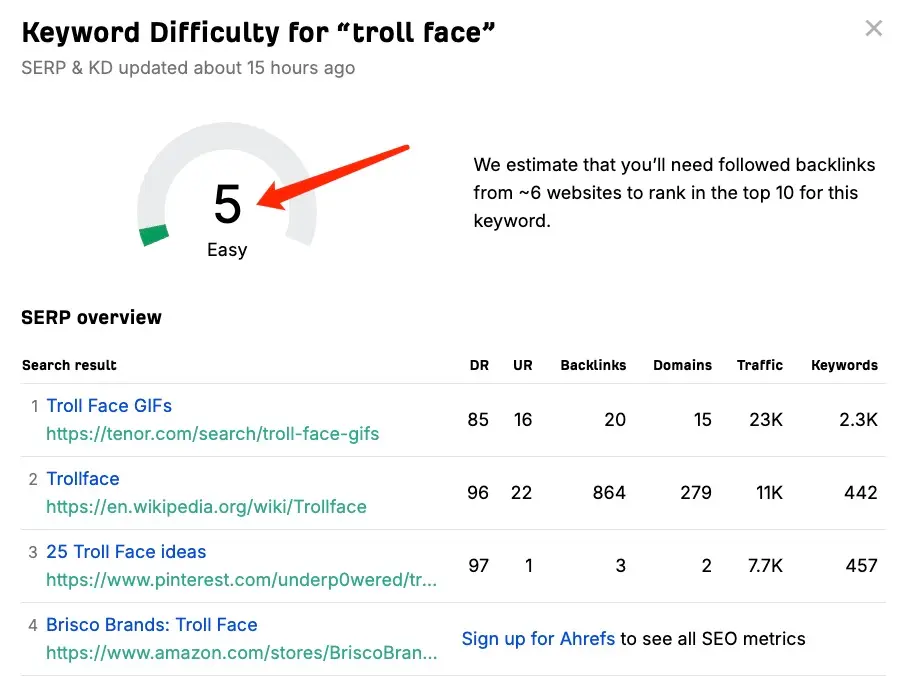 Keyword Difficulty for “troll face”
SERP & KD updated about 15 hours ago
5
Easy
We estimate that you’ll need followed backlinks
from ~6 websites to rank in the top 10 for this
keyword.
SERP overview
Search result DR UR Backlinks Domains Traffic Keywords
1 Troll Face GIFs
https://tenor.com/search/troll-face-gifs
85 16 20 15 23K 2.3K
2 Trollface
https://en.wikipedia.org/wiki/Trollface
96 22 864 279 11K 442
3 25 Troll Face ideas
https://www.pinterest.com/underp0wered/tr...
97 1 3 2 7.7K 457
4 Brisco Brands: Troll Face
https://www.amazon.com/stores/BriscoBran...
Sign up for Ahrefs to see all SEO metrics